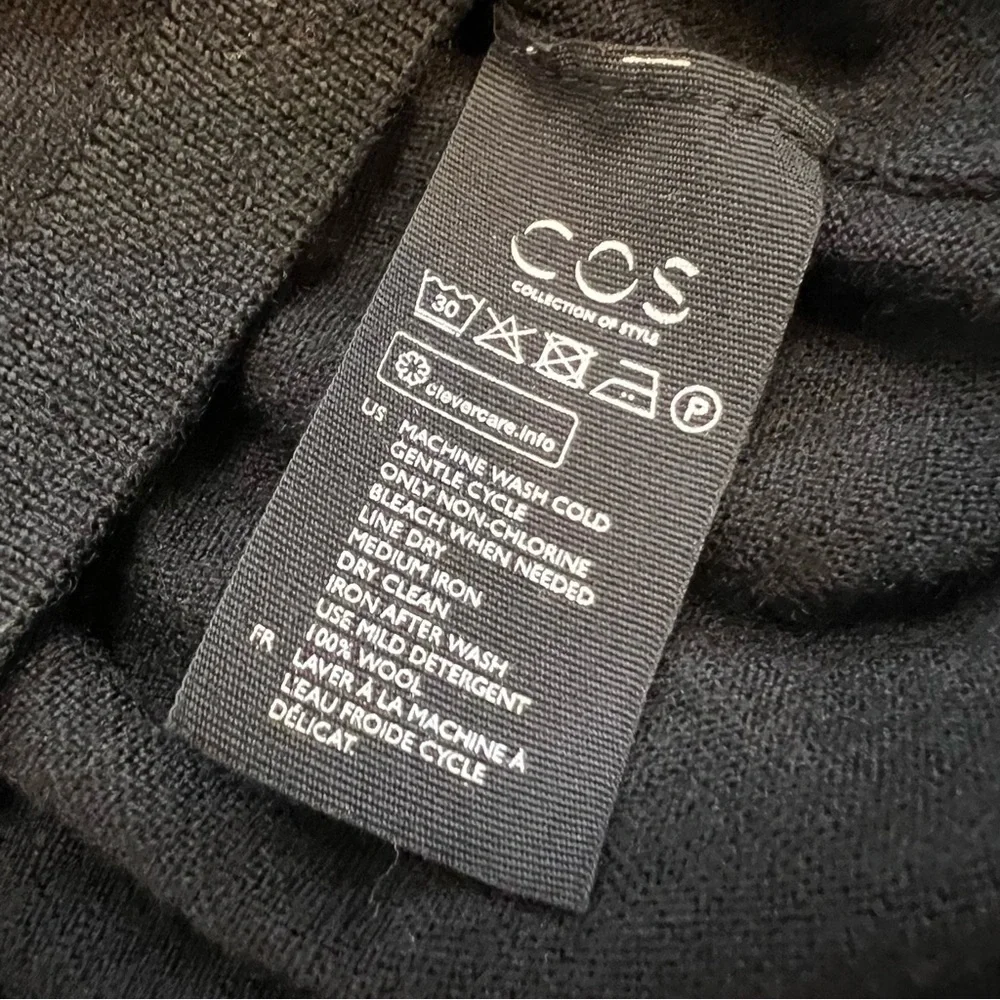 COS
COLLECTION OF STYLE
30 P
clevercare.info
US MACHINE WASH COLD
GENTLE CYCLE
ONLY NON-CHLORINE
BLEACH WHEN NEEDED
LINE DRY
MEDIUM IRON
DRY CLEAN
IRON AFTER WASH
USE MILD DETERGENT
100% WOOL
FR LAVER À LA MACHINE À
L'EAU FROIDE CYCLE
DÉLICAT